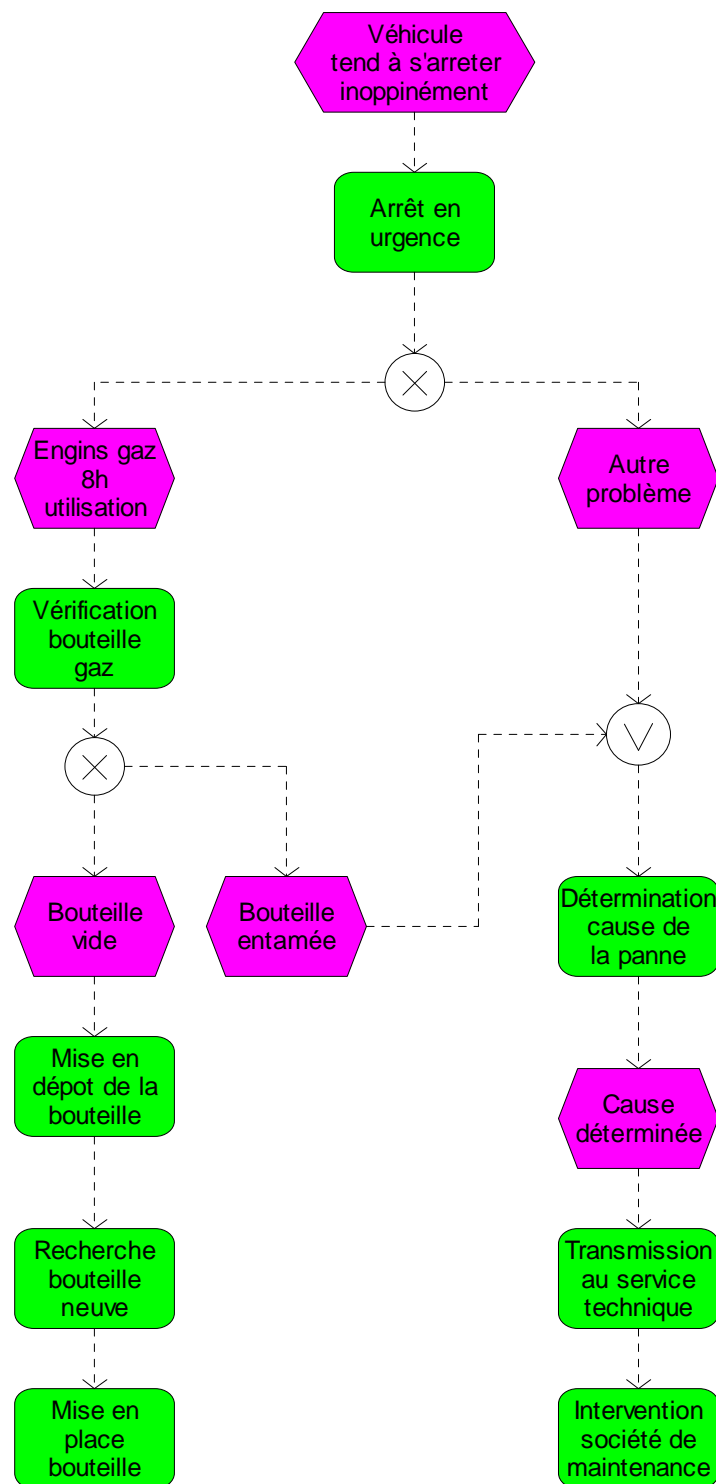 Véhicule
tend à s'arreter
inoppinément
Arrêt en
urgence
Engins gaz
8h
utilisation
Autre
problème
Vérification
bouteille
gaz
Bouteille
vide
Bouteille
entamée
Détermination
cause de
la panne
Mise en
dépot de la
bouteille
Cause
déterminée
Recherche
bouteille
neuve
Transmission
au service
technique
Mise en
place
bouteille
Intervention
société de
maintenance